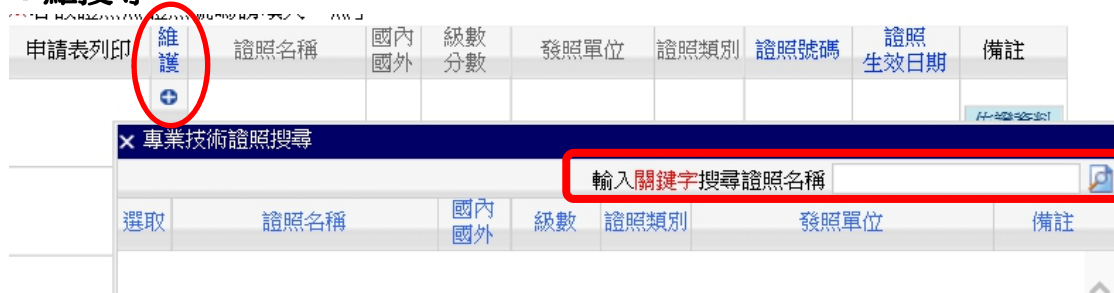 申請表列印 維護 證照名稱 國內國外 級數分數 發照單位 證照類別 證照號碼 證照生效日期 備註
專業技術證照搜尋
輸入關鍵字搜尋證照名稱
選取 證照名稱 國內國外 級數 證照類別 發照單位 備註